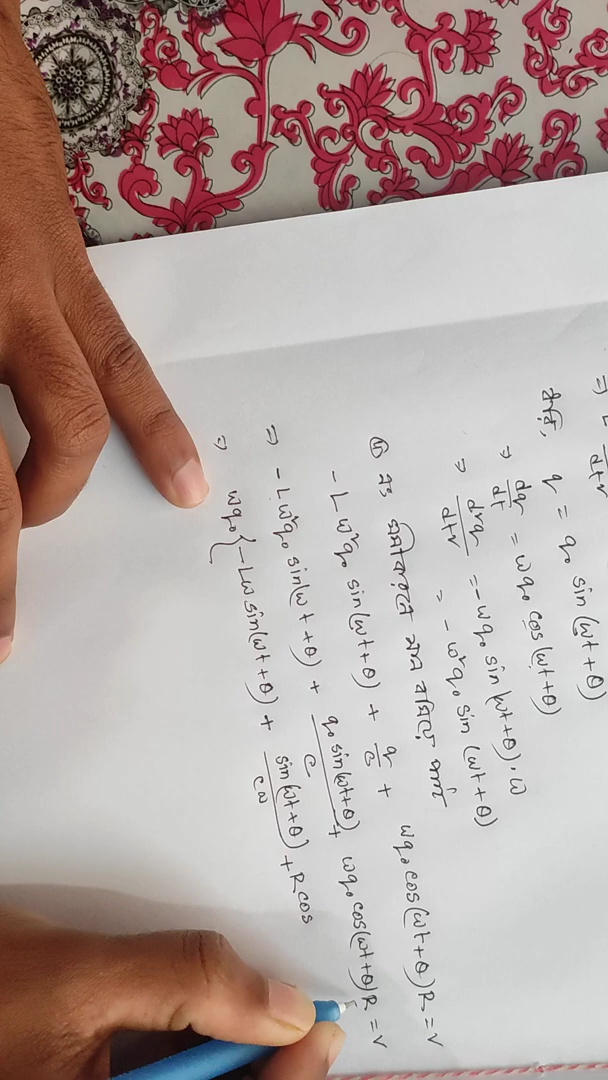 ধরি, q = q₀ sin(ωt+θ)
⇒ dq/dt = ωq₀ cos(ωt+θ)
⇒ d²q/dt² = -ωq₀ sin(ωt+θ).ω
= -ω²q₀ sin(ωt+θ)
সমীকরণে মান বসিয়ে পাই
-Lω²q₀ sin(ωt+θ) + q/c + ωq₀ cos(ωt+θ)R = V
⇒ -Lω²q₀ sin(ωt+θ) + q₀ sin(ωt+θ)/c + ωq₀ cos(ωt+θ)R = V
⇒ ωq₀{-Lω sin(ωt+θ) + sin(ωt+θ)/cω + R cos